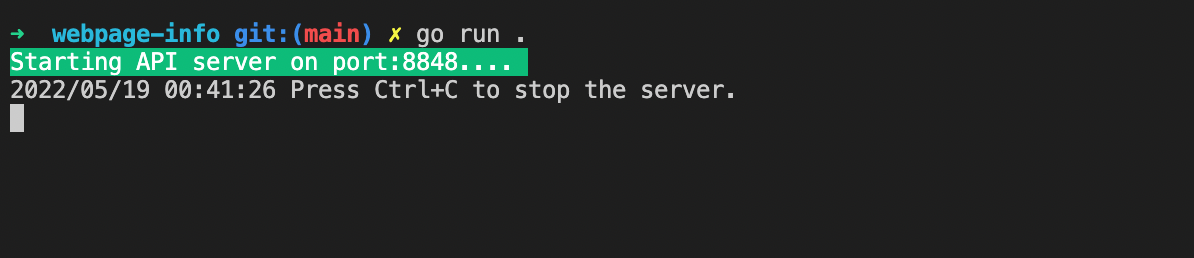 ➜  webpage-info git:(main) ✗ go run .
Starting API server on port:8848....
2022/05/19 00:41:26 Press Ctrl+C to stop the server.